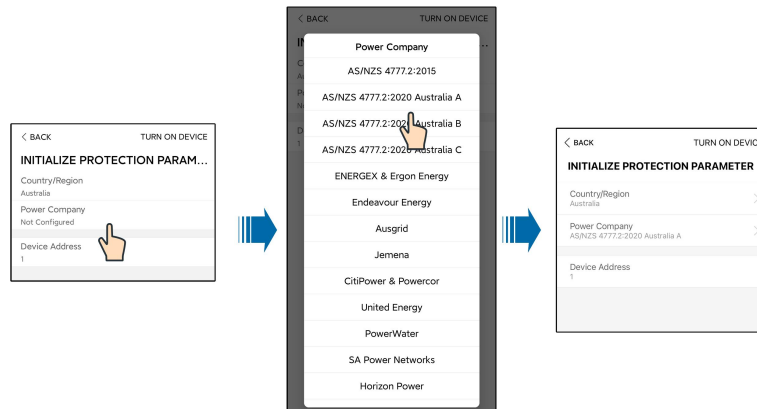 < BACK TURN ON DEVICE
INITIALIZE PROTECTION PARAM...
Country/Region
Australia
Power Company
Not Configured
Device Address
1
< BACK TURN ON DEVICE
Power Company
AS/NZS 4777.2:2015
AS/NZS 4777.2:2020 Australia A
AS/NZS 4777.2:2020 Australia B
AS/NZS 4777.2:2020 Australia C
ENERGEX & Ergon Energy
Endeavour Energy
Ausgrid
Jemena
CitiPower & Powercor
United Energy
PowerWater
SA Power Networks
Horizon Power
< BACK TURN ON DEVIC
INITIALIZE PROTECTION PARAMETER
Country/Region
Australia
Power Company
AS/NZS 4777.2:2020 Australia A
Device Address
1